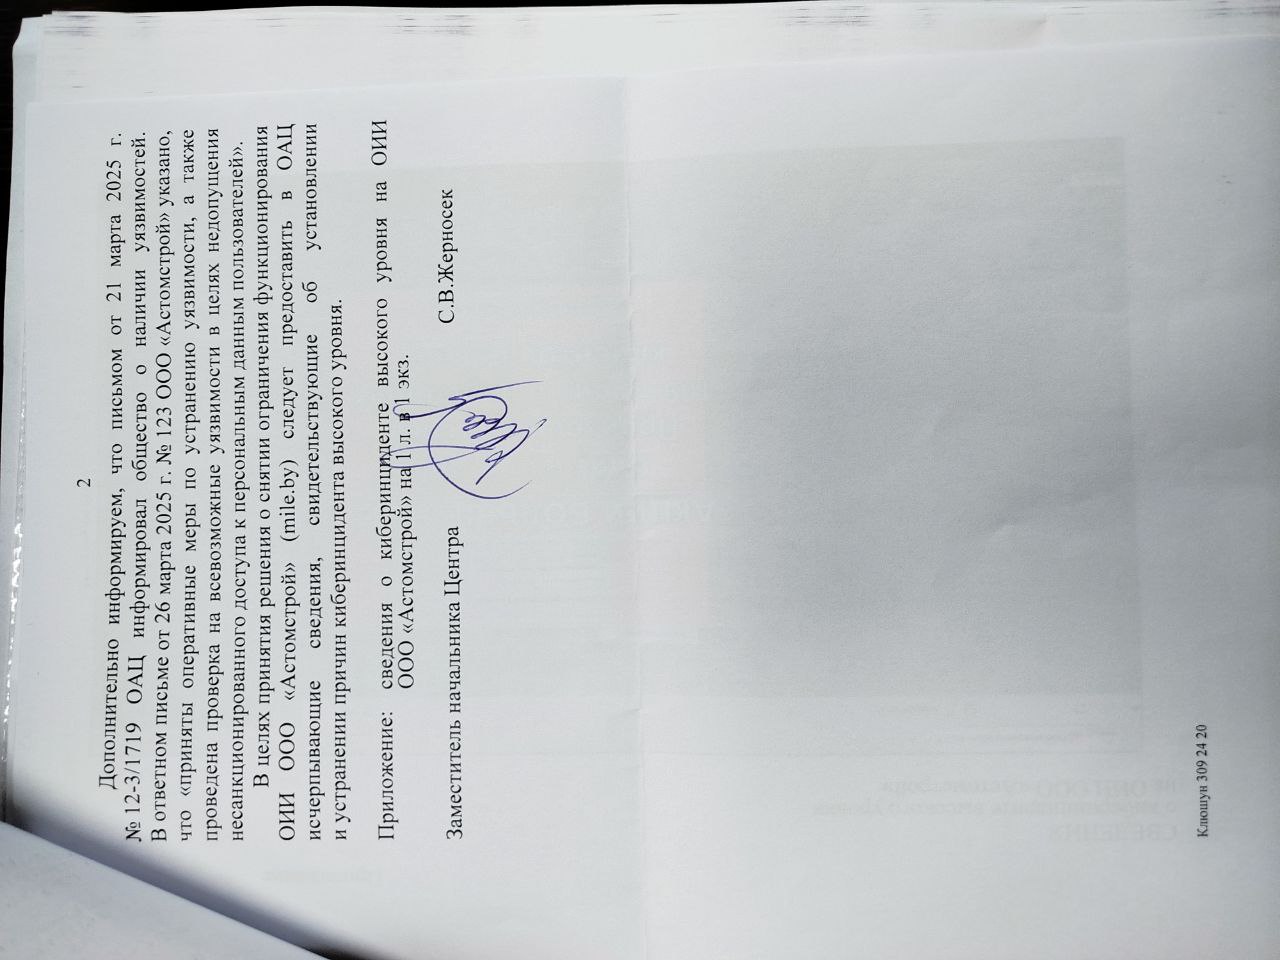 2
Дополнительно информируем, что письмом от 21 марта 2025 г.
№ 12-3/1719 ОАЦ информировал общество о наличии уязвимостей.
В ответном письме от 26 марта 2025 г. № 123 ООО «Астомстрой» указано,
что «приняты оперативные меры по устранению уязвимости, а также
проведена проверка на всевозможные уязвимости в целях недопущения
несанкционированного доступа к персональным данным пользователей».
В целях принятия решения о снятии ограничения функционирования
ОИИ ООО «Астомстрой» (mile.by) следует предоставить в ОАЦ
исчерпывающие сведения, свидетельствующие об установлении
и устранении причин киберинцидента высокого уровня.
Приложение: сведения о киберинциденте высокого уровня на ОИИ
ООО «Астомстрой» на 1 л. в 1 экз.
Заместитель начальника Центра С.В.Жерносек
Клюшун 309 24 20